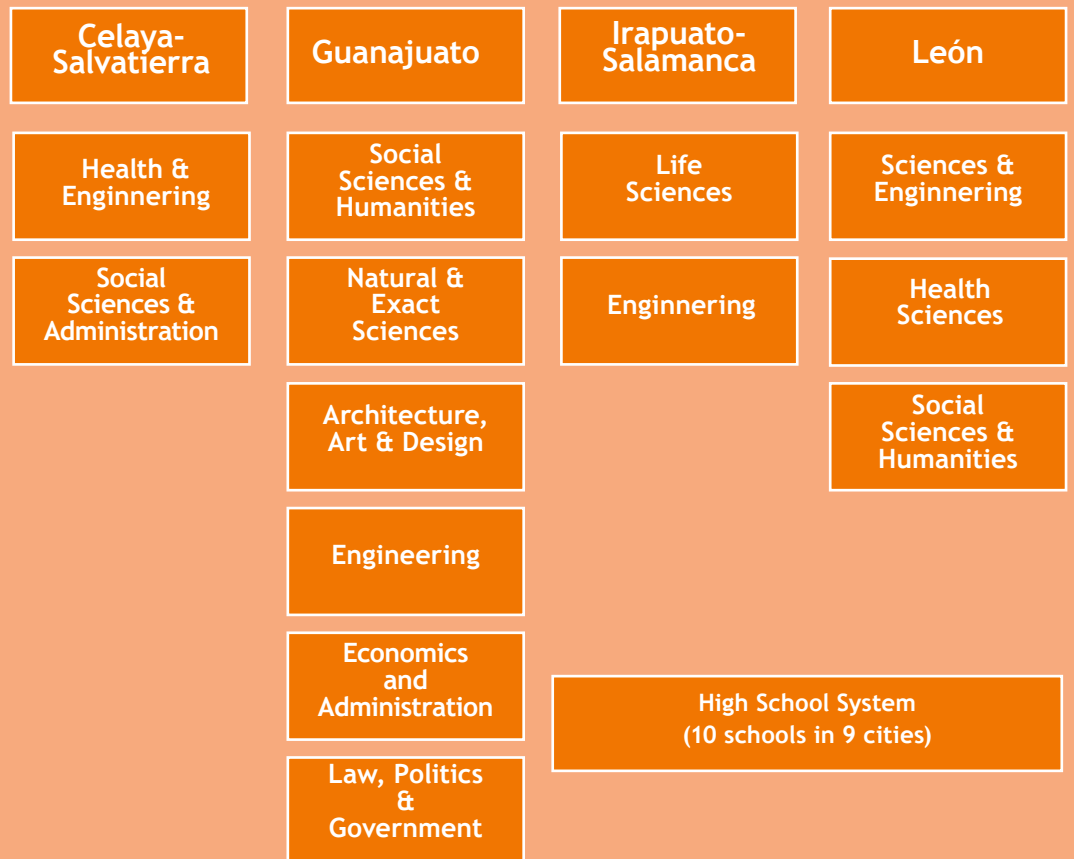 Celaya-
Salvatierra
Guanajuato
Irapuato-
Salamanca
León
Health &
Enginnering
Social
Sciences &
Humanities
Life
Sciences
Sciences &
Enginnering
Social
Sciences &
Administration
Natural &
Exact
Sciences
Enginnering
Health
Sciences
Architecture,
Art & Design
Social
Sciences &
Humanities
Engineering
Economics
and
Administration
High School System
(10 schools in 9 cities)
Law, Politics
&
Government